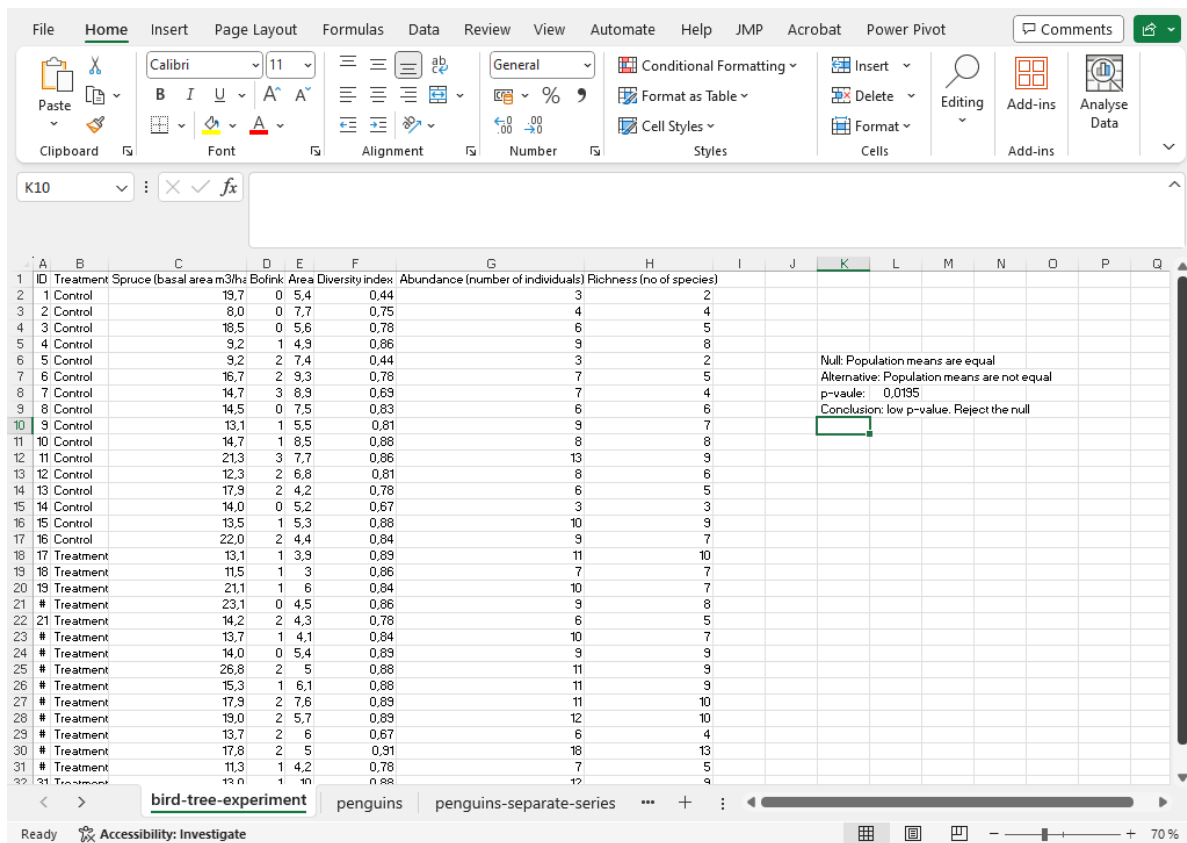 File Home Insert Page Layout Formulas Data Review View Automate Help JMP Acrobat Power Pivot Comments
Calibri 11 ab General Conditional Formatting Insert
Paste B I U A A % 9 Format as Table Delete Editing Add-ins Analyse Data
A Cell Styles Format
Clipboard Font Alignment Number Styles Cells Add-ins
K10 fx
A B C D E F G H I J K L M N O P Q
1 ID Treatment Spruce (basal area m3/ha Bofink Area Diversity index Abundance (number of individuals) Richness (no of species)
2 1 Control 19,7 0 5,4 0,44 3 2
3 2 Control 8,0 0 7,7 0,75 4 4
4 3 Control 18,5 0 5,6 0,78 6 5
5 4 Control 9,2 1 4,9 0,86 9 8
6 5 Control 9,2 2 7,4 0,44 3 2 Null: Population means are equal
7 6 Control 16,7 2 9,3 0,78 7 5 Alternative: Population means are not equal
8 7 Control 14,7 3 8,9 0,69 7 4 p-vaule: 0,0195
9 8 Control 14,5 0 7,5 0,83 6 6 Conclusion: low p-value. Reject the null
10 9 Control 13,1 1 5,5 0,81 9 7
11 10 Control 14,7 1 8,5 0,88 8 8
12 11 Control 21,3 3 7,7 0,86 13 9
13 12 Control 12,3 2 6,8 0,81 8 6
14 13 Control 17,9 2 4,2 0,78 6 5
15 14 Control 14,0 0 5,2 0,67 3 3
16 15 Control 13,5 1 5,3 0,88 10 9
17 16 Control 22,0 2 4,4 0,84 9 7
18 17 Treatment 13,1 1 3,9 0,89 11 10
19 18 Treatment 11,5 1 3 0,86 7 7
20 19 Treatment 21,1 1 6 0,84 10 7
21 # Treatment 23,1 0 4,5 0,86 9 8
22 21 Treatment 14,2 2 4,3 0,78 6 5
23 # Treatment 13,7 1 4,1 0,84 10 7
24 # Treatment 14,0 0 5,4 0,89 9 9
25 # Treatment 26,8 2 5 0,88 11 9
26 # Treatment 15,3 1 6,1 0,88 11 9
27 # Treatment 17,9 2 7,6 0,89 11 10
28 # Treatment 19,0 2 5,7 0,89 12 10
29 # Treatment 13,7 2 6 0,67 6 4
30 # Treatment 17,8 2 5 0,91 18 13
31 # Treatment 11,3 1 4,2 0,78 7 5
32 31 Treatment 13,0 1 10 0,88 12 9
bird-tree-experiment penguins penguins-separate-series
Ready Accessibility: Investigate 70 %